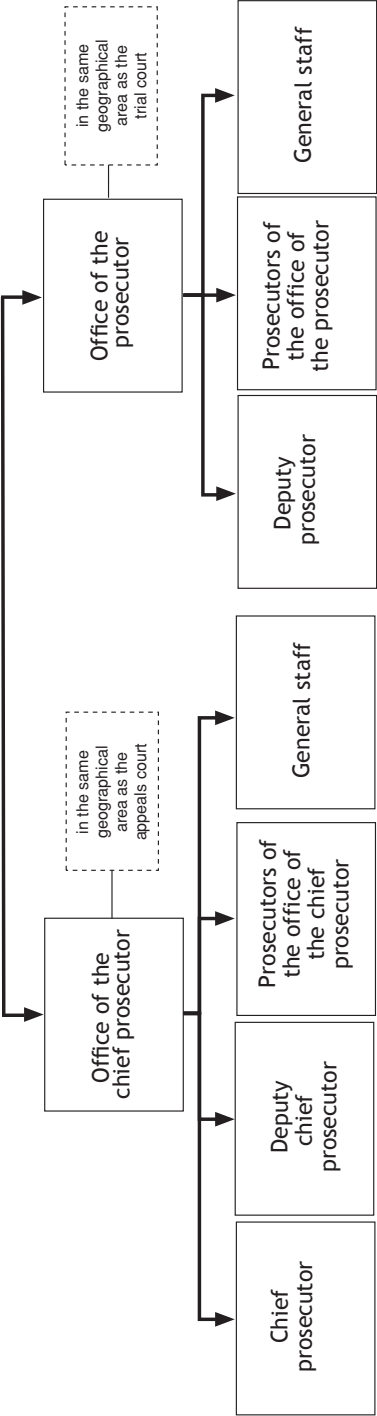 Office of the
chief prosecutor
in the same
geographical
area as the
appeals court
Office of the
prosecutor
in the same
geographical
area as the
trial court
Chief
prosecutor
Deputy
chief
prosecutor
Prosecutors of
the office of
the chief
prosecutor
General staff
Deputy
prosecutor
Prosecutors of
the office of
the prosecutor
General staff